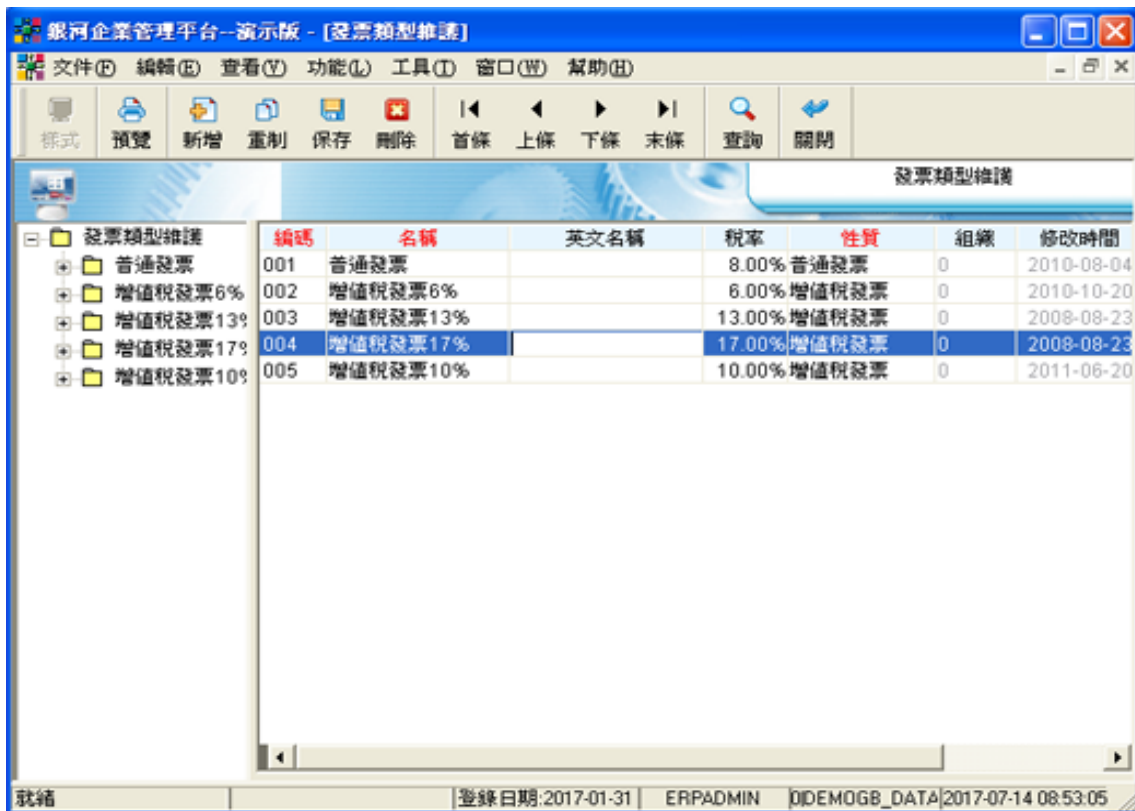 銀河企業管理平台--演示版 - [發票類型維護]
文件(F) 編輯(E) 查看(V) 功能(L) 工具(T) 窗口(W) 幫助(H)
樣式 預覽 新增 重制 保存 刪除 首條 上條 下條 末條 查詢 關閉
發票類型維護
發票類型維護
普通發票
增值稅發票6%
增值稅發票13%
增值稅發票17%
增值稅發票10%
編碼 名稱 英文名稱 稅率 性質 組織 修改時間
001 普通發票 8.00% 普通發票 0 2010-08-04
002 增值稅發票6% 6.00% 增值稅發票 0 2010-10-20
003 增值稅發票13% 13.00% 增值稅發票 0 2008-08-23
004 增值稅發票17% 17.00% 增值稅發票 0 2008-08-23
005 增值稅發票10% 10.00% 增值稅發票 0 2011-06-20
就緒 登錄日期:2017-01-31 ERPADMIN 0|DEMOGB_DATA 2017-07-14 08:53:05